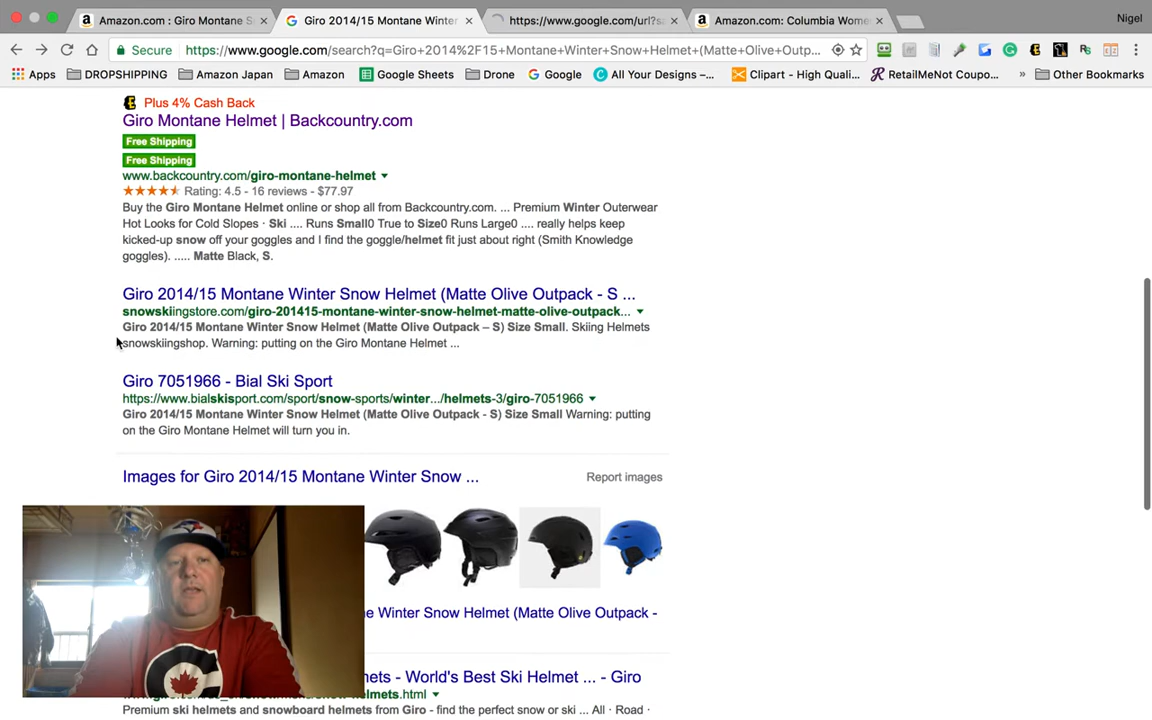 Amazon.com : Giro Montane S
Giro 2014/15 Montane Winter
https://www.google.com/url?sa
Amazon.com: Columbia Wome
Nigel
Secure
https://www.google.com/search?q=Giro+2014%2F15+Montane+Winter+Snow+Helmet+(Matte+Olive+Outp...
Apps
DROPSHIPPING
Amazon Japan
Amazon
Google Sheets
Drone
Google
All Your Designs –...
Clipart - High Quali...
RetailMeNot Coupo...
»
Other Bookmarks
Plus 4% Cash Back
Giro Montane Helmet | Backcountry.com
Free Shipping
Free Shipping
www.backcountry.com/giro-montane-helmet
Rating: 4.5 - 16 reviews - $77.97
Buy the Giro Montane Helmet online or shop all from Backcountry.com. ... Premium Winter Outerwear
Hot Looks for Cold Slopes · Ski .... Runs Small0 True to Size0 Runs Large0 .... really helps keep
kicked-up snow off your goggles and I find the goggle/helmet fit just about right (Smith Knowledge
goggles). ..... Matte Black, S.
Giro 2014/15 Montane Winter Snow Helmet (Matte Olive Outpack - S ...
snowskiingstore.com/giro-201415-montane-winter-snow-helmet-matte-olive-outpack...
Giro 2014/15 Montane Winter Snow Helmet (Matte Olive Outpack – S) Size Small. Skiing Helmets
snowskiingshop. Warning: putting on the Giro Montane Helmet ...
Giro 7051966 - Bial Ski Sport
https://www.bialskisport.com/sport/snow-sports/winter.../helmets-3/giro-7051966
Giro 2014/15 Montane Winter Snow Helmet (Matte Olive Outpack - S) Size Small Warning: putting
on the Giro Montane Helmet will turn you in.
Images for Giro 2014/15 Montane Winter Snow ...
Report images
e Winter Snow Helmet (Matte Olive Outpack -
ets - World's Best Ski Helmet ... - Giro
helmets.html
Premium ski helmets and snowboard helmets from Giro - find the perfect snow or ski ... All · Road ·